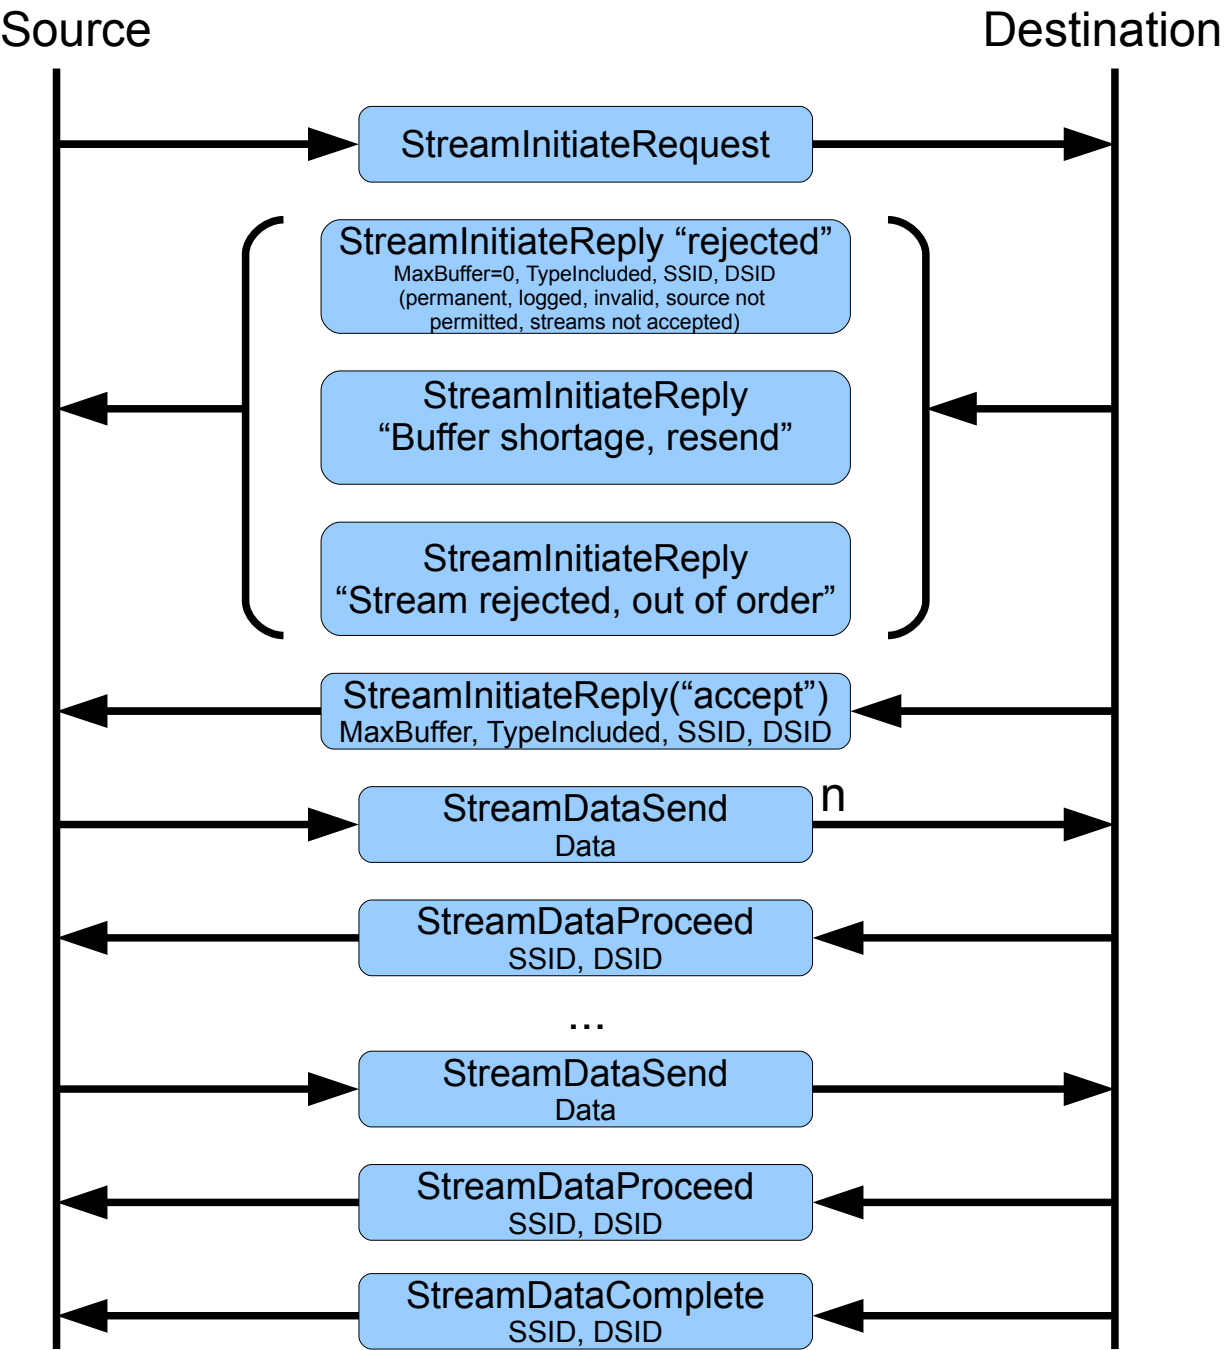 Source
Destination
StreamInitiateRequest
StreamInitiateReply “rejected”
MaxBuffer=0, TypeIncluded, SSID, DSID
(permanent, logged, invalid, source not
permitted, streams not accepted)
StreamInitiateReply
“Buffer shortage, resend”
StreamInitiateReply
“Stream rejected, out of order”
StreamInitiateReply(“accept”)
MaxBuffer, TypeIncluded, SSID, DSID
StreamDataSend
Data
n
StreamDataProceed
SSID, DSID
...
StreamDataSend
Data
StreamDataProceed
SSID, DSID
StreamDataComplete
SSID, DSID